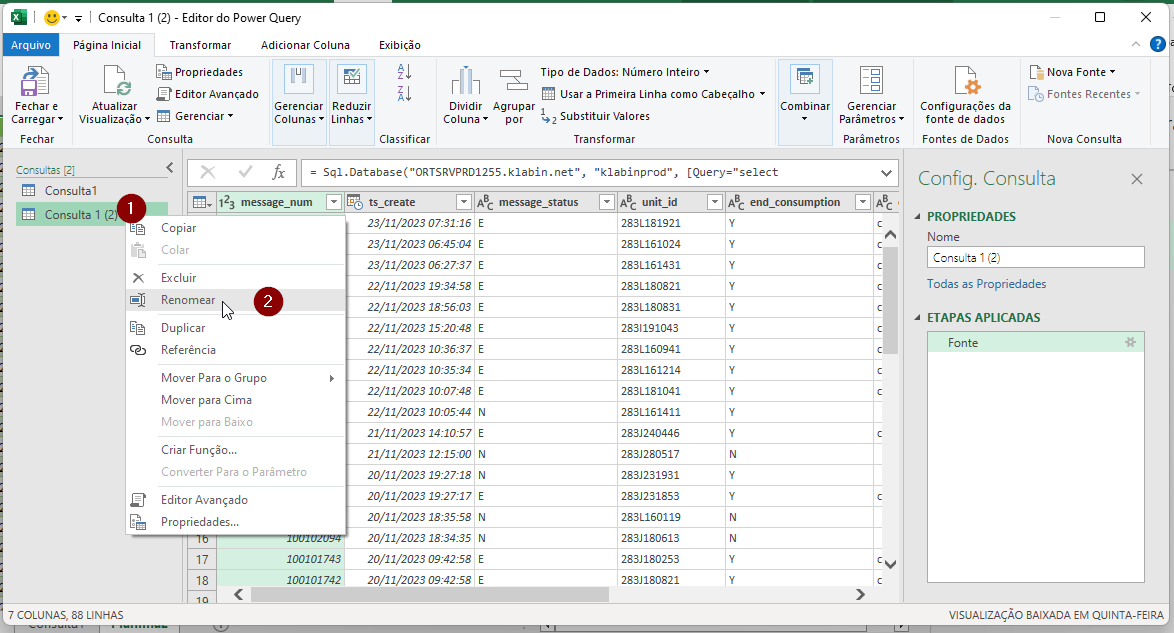 Consulta 1 (2) - Editor do Power Query
Arquivo Página Inicial Transformar Adicionar Coluna Exibição
Fechar e Carregar
Fechar
Atualizar Visualização
Propriedades
Editor Avançado
Gerenciar
Consulta
Gerenciar Colunas
Reduzir Linhas
Classificar
Dividir Coluna
Agrupar por
Tipo de Dados: Número Inteiro
Usar a Primeira Linha como Cabeçalho
Substituir Valores
Transformar
Combinar
Gerenciar Parâmetros
Parâmetros
Configurações da fonte de dados
Fontes de Dados
Nova Fonte
Fontes Recentes
Nova Consulta
Consultas [2]
Consulta1
Consulta 1 (2)
1
Copiar
Colar
Excluir
Renomear
2
Duplicar
Referência
Mover Para o Grupo
Mover para Cima
Mover para Baixo
Criar Função...
Converter Para o Parâmetro
Editor Avançado
Propriedades...
fx
= Sql.Database("ORTSRVPRD1255.klabin.net", "klabinprod", [Query="select
message_num ts_create message_status unit_id end_consumption
23/11/2023 07:31:16 E 283L181921 Y
23/11/2023 06:45:04 E 283L161024 Y
23/11/2023 06:27:37 E 283L161431 Y
22/11/2023 19:34:58 E 283L180821 Y
22/11/2023 18:56:03 E 283L180831 Y
22/11/2023 15:20:48 E 283I191043 Y
22/11/2023 10:36:37 E 283L160941 Y
22/11/2023 10:35:34 E 283L161214 Y
22/11/2023 10:07:48 E 283L181041 Y
22/11/2023 10:05:44 N 283L161411 Y
21/11/2023 14:10:57 E 283J240446 Y
21/11/2023 12:15:00 N 283J280517 N
20/11/2023 19:27:18 N 283J231931 Y
20/11/2023 19:27:17 E 283J231853 Y
20/11/2023 18:35:58 N 283L160119 N
16 100102094 20/11/2023 18:34:35 N 283J180613 N
17 100101743 20/11/2023 09:42:58 E 283J180253 Y
18 100101742 20/11/2023 09:42:58 E 283J180821 Y
19
Config. Consulta
PROPRIEDADES
Nome
Consulta 1 (2)
Todas as Propriedades
ETAPAS APLICADAS
Fonte
7 COLUNAS, 88 LINHAS
VISUALIZAÇÃO BAIXADA EM QUINTA-FEIRA